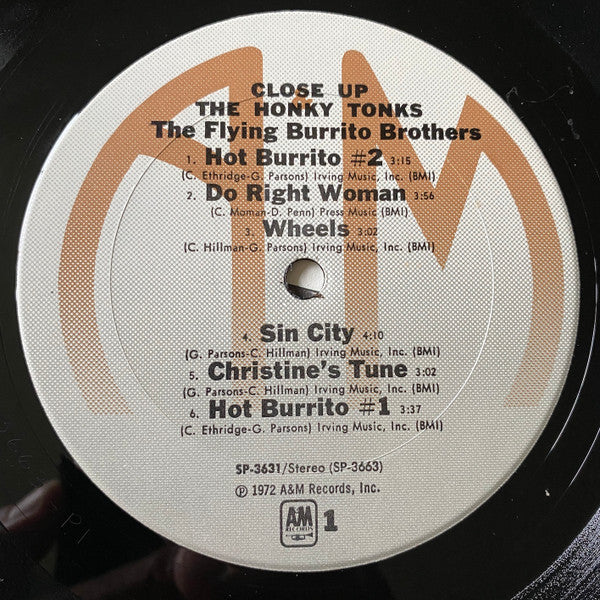 CLOSE UP
THE HONKY TONKS
The Flying Burrito Brothers
1. Hot Burrito #2 3:15
(C. Ethridge-G. Parsons) Irving Music, Inc. (BMI)
2. Do Right Woman 3:56
(C. Moman-D. Penn) Press Music (BMI)
3. Wheels 3:02
(C. Hillman-G. Parsons) Irving Music, Inc. (BMI)
4. Sin City 4:10
(G. Parsons-C. Hillman) Irving Music, Inc. (BMI)
5. Christine's Tune 3:02
(G. Parsons-C. Hillman) Irving Music, Inc. (BMI)
6. Hot Burrito #1 3:37
(C. Ethridge-G. Parsons) Irving Music, Inc. (BMI)
SP-3631/Stereo (SP-3663)
℗ 1972 A&M Records, Inc.
AM
RECORDS
1